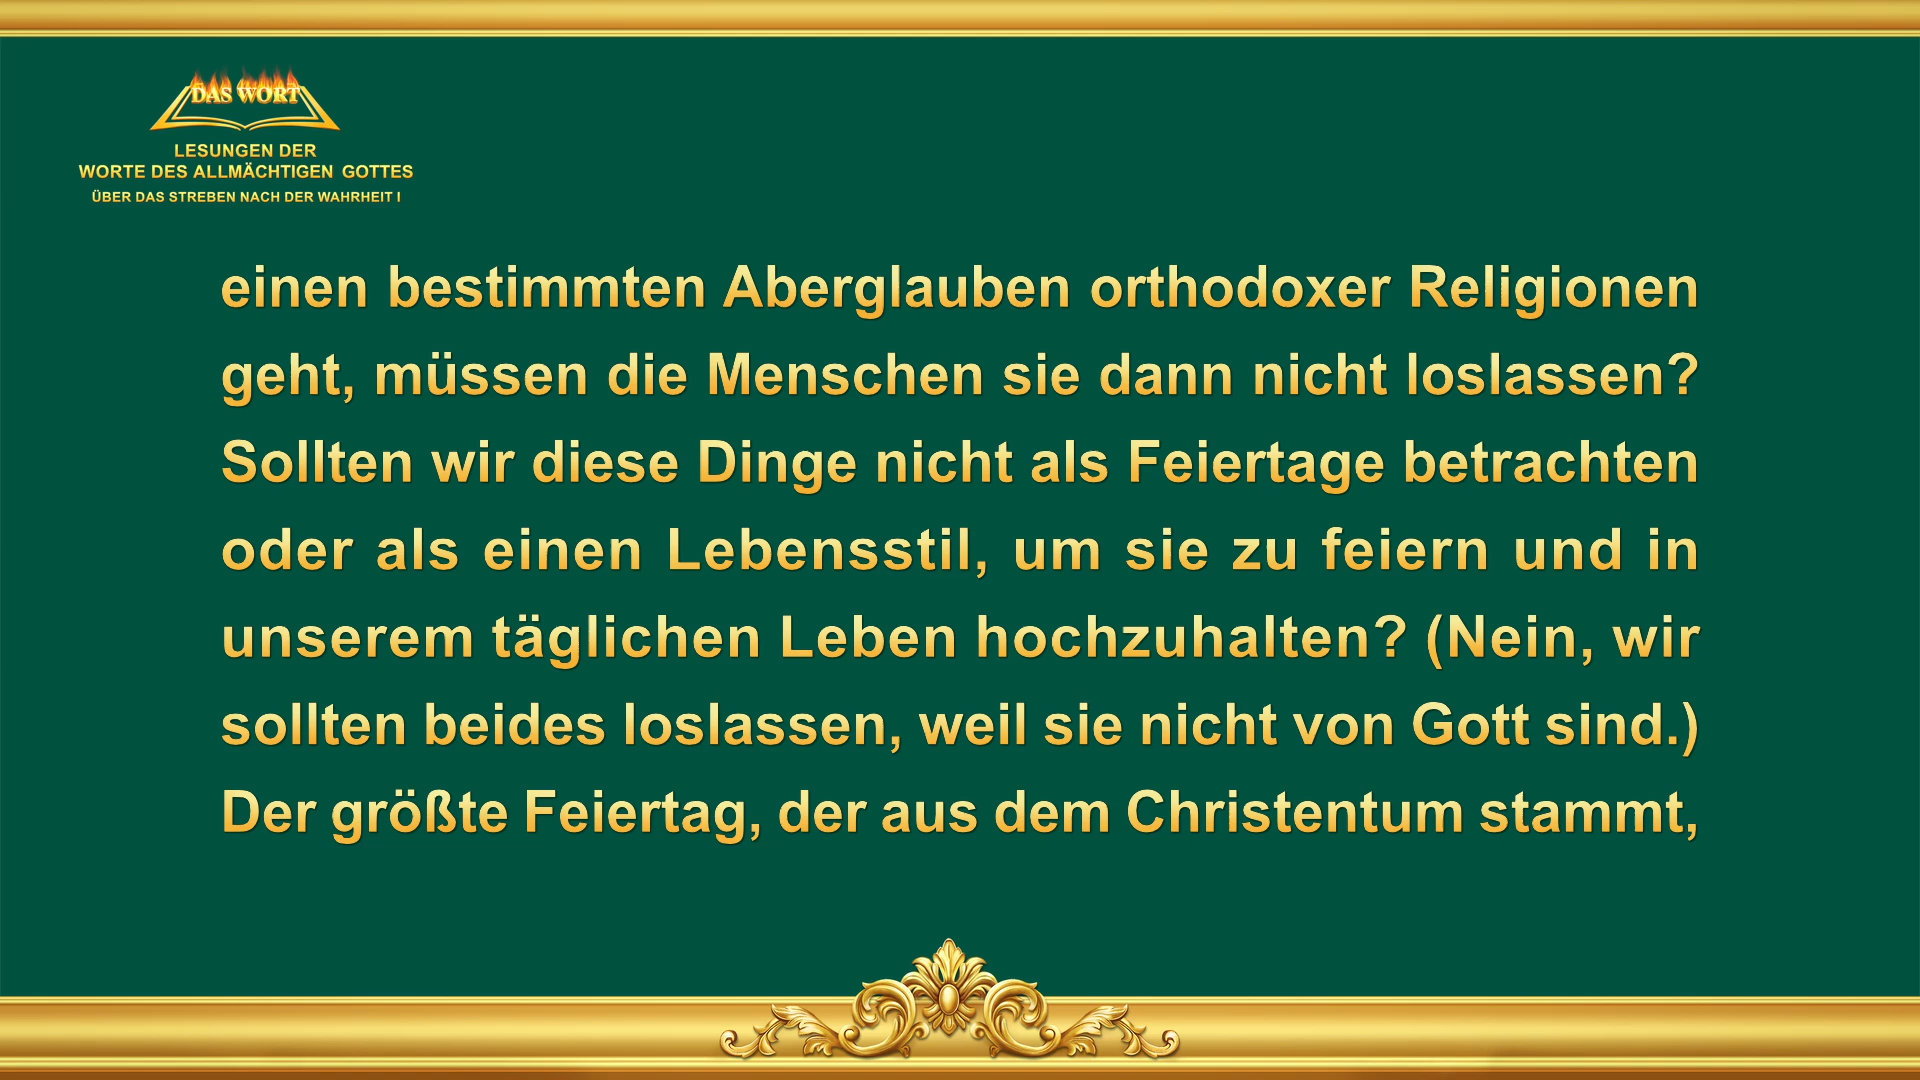 DAS WORT
LESUNGEN DER
WORTE DES ALLMÄCHTIGEN GOTTES
ÜBER DAS STREBEN NACH DER WAHRHEIT I
einen bestimmten Aberglauben orthodoxer Religionen
geht, müssen die Menschen sie dann nicht loslassen?
Sollten wir diese Dinge nicht als Feiertage betrachten
oder als einen Lebensstil, um sie zu feiern und in
unserem täglichen Leben hochzuhalten? (Nein, wir
sollten beides loslassen, weil sie nicht von Gott sind.)
Der größte Feiertag, der aus dem Christentum stammt,